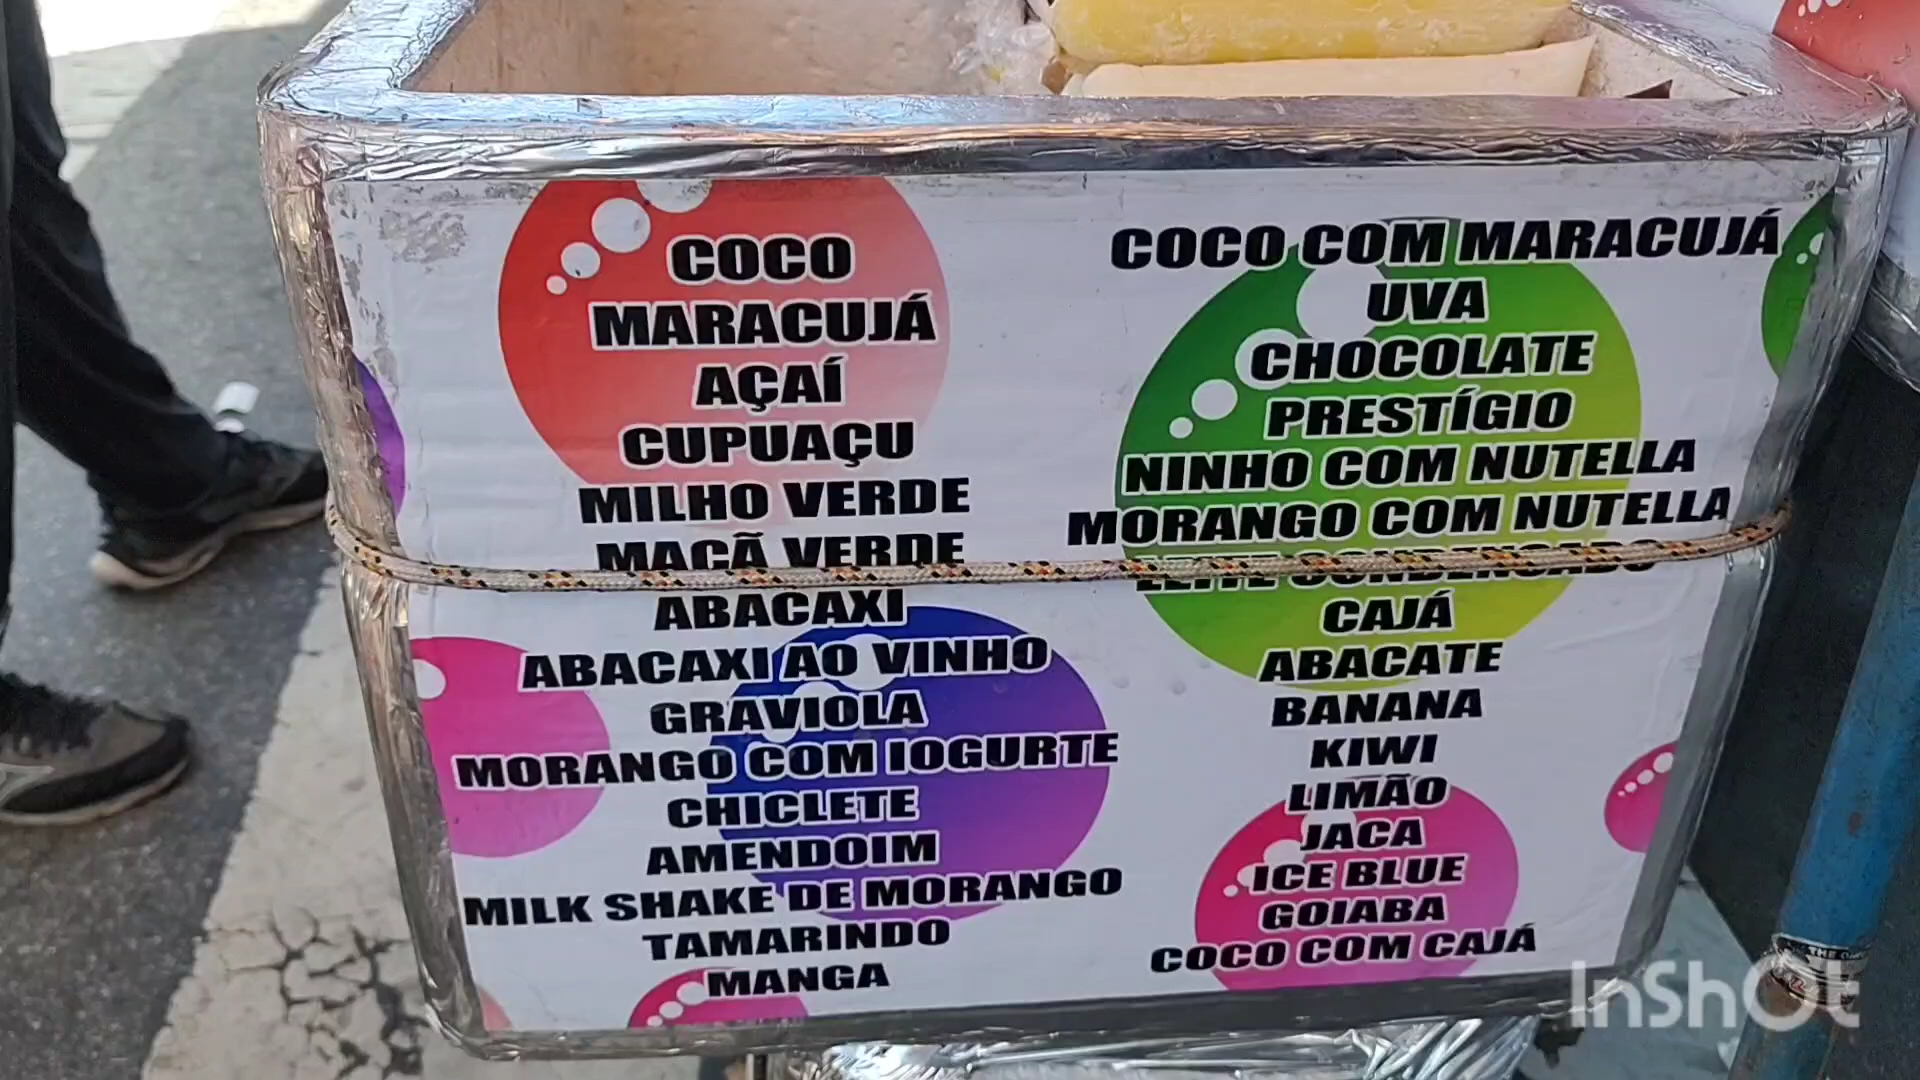 COCO
MARACUJÁ
AÇAÍ
CUPUAÇU
MILHO VERDE
MAÇÃ VERDE
ABACAXI
ABACAXI AO VINHO
GRAVIOLA
MORANGO COM IOGURTE
CHICLETE
AMENDOIM
MILK SHAKE DE MORANGO
TAMARINDO
MANGA
COCO COM MARACUJÁ
UVA
CHOCOLATE
PRESTÍGIO
NINHO COM NUTELLA
MORANGO COM NUTELLA
LEITE CONDENCADO
CAJÁ
ABACATE
BANANA
KIWI
LIMÃO
JACA
ICE BLUE
GOIABA
COCO COM CAJÁ
InShOt